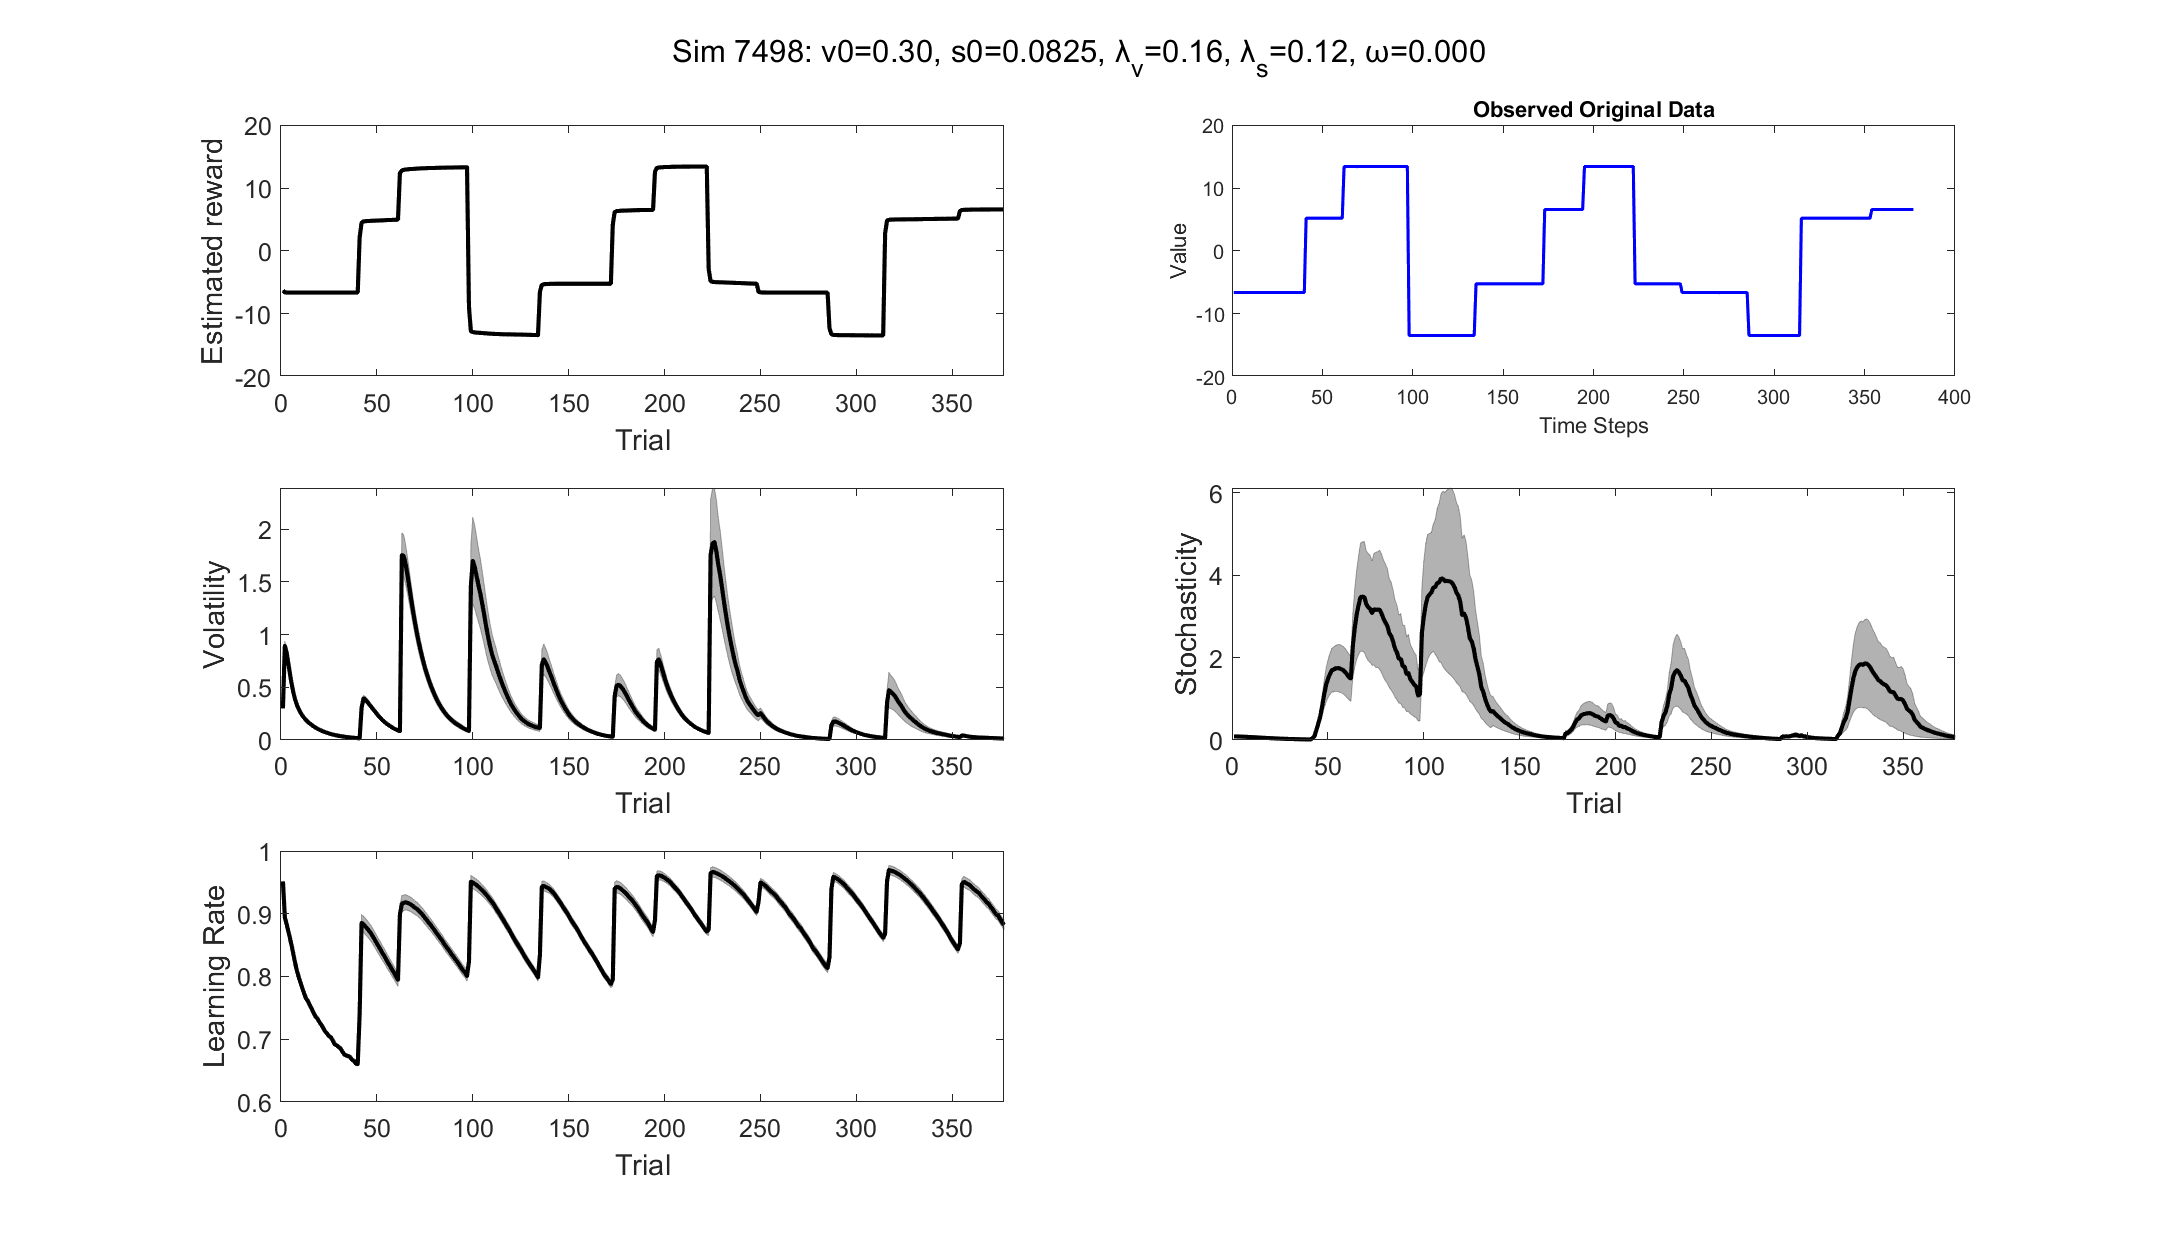 Sim 7498: v0=0.30, s0=0.0825, λv=0.16, λs=0.12, ω=0.000
Estimated reward
20
10
0
-10
-20
0 50 100 150 200 250 300 350
Trial
Observed Original Data
Value
20
10
0
-10
-20
0 50 100 150 200 250 300 350 400
Time Steps
Volatility
2
1.5
1
0.5
0
0 50 100 150 200 250 300 350
Trial
Stochasticity
6
4
2
0
0 50 100 150 200 250 300 350
Trial
Learning Rate
1
0.9
0.8
0.7
0.6
0 50 100 150 200 250 300 350
Trial